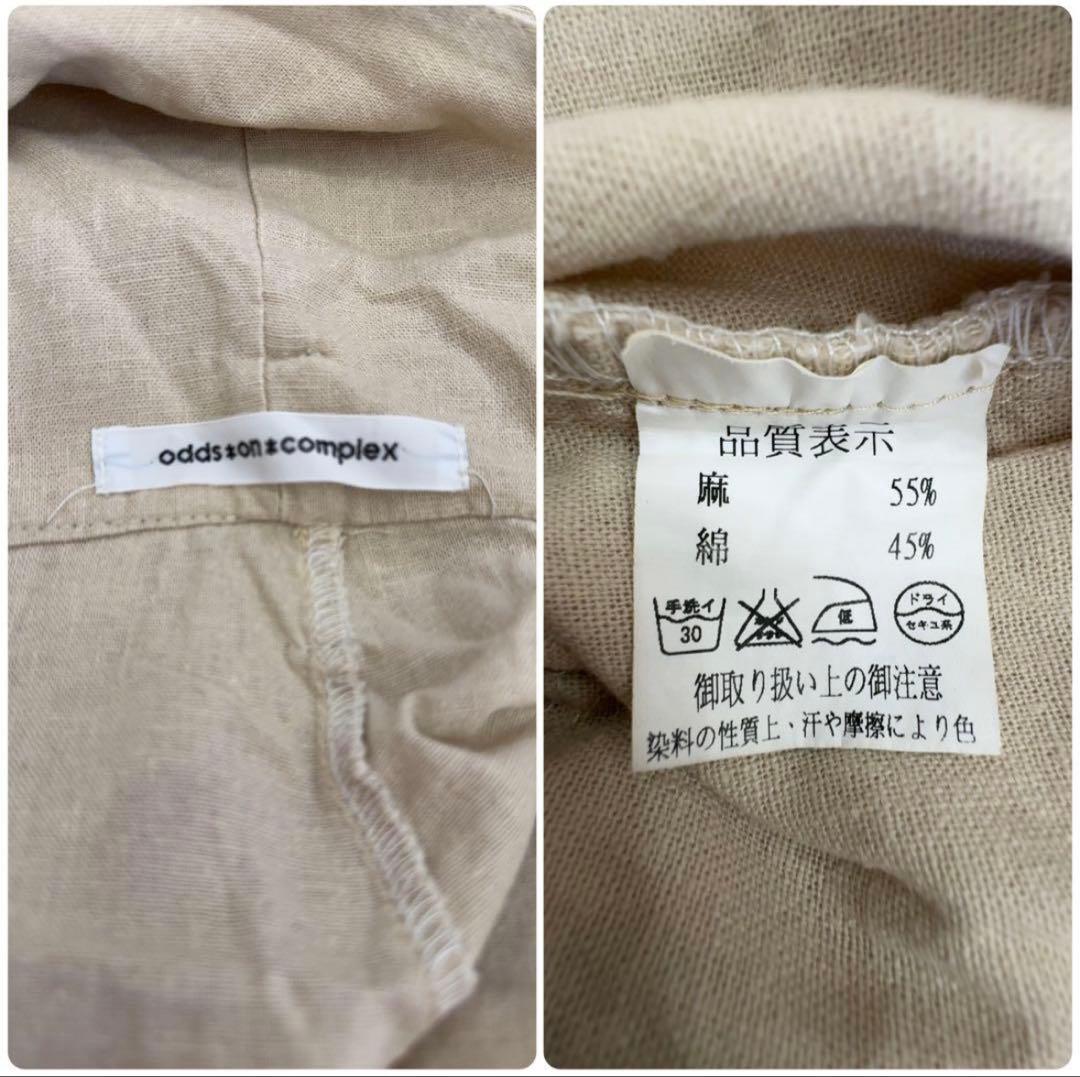 odds*on*complex
品質表示
麻 55%
綿 45%
手洗イ
30
低
ドライ
セキユ系
御取り扱い上の御注意
染料の性質上・汗や摩擦により色